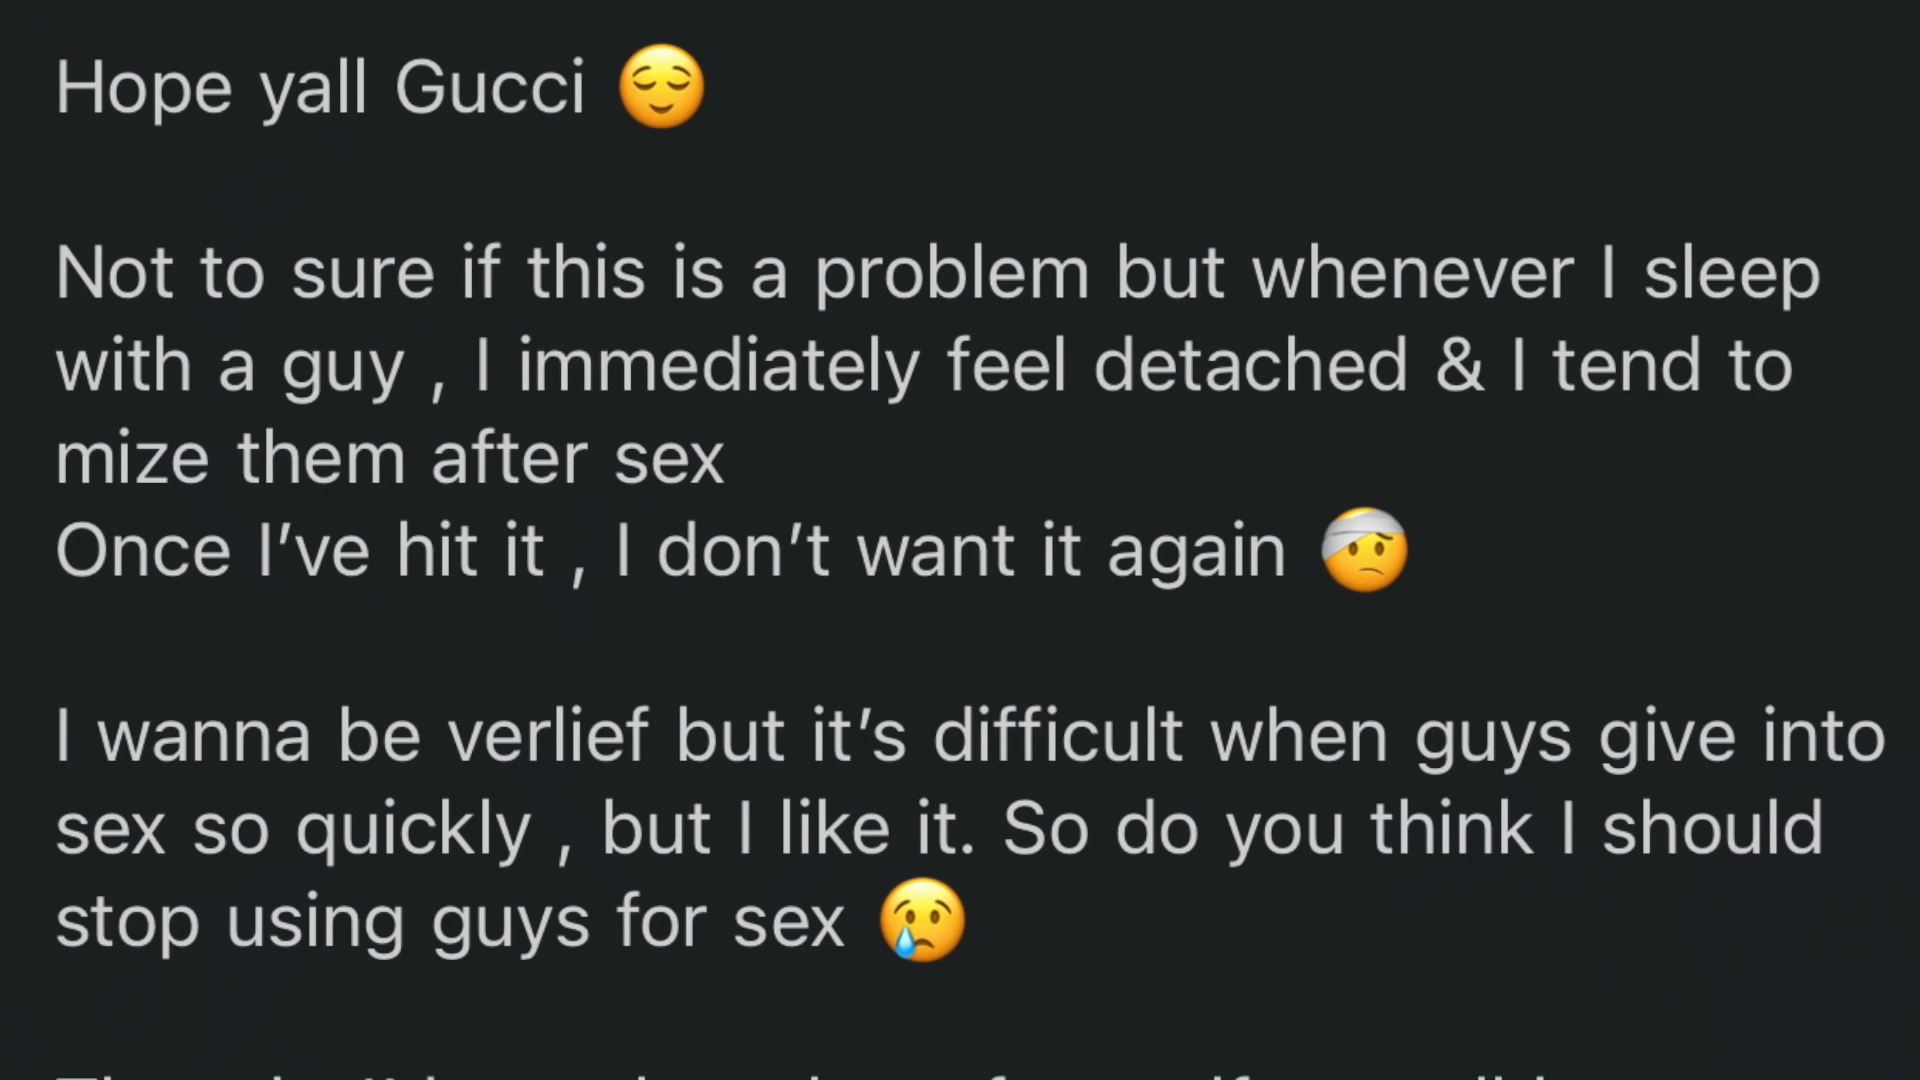 Hope yall Gucci 😌
Not to sure if this is a problem but whenever I sleep
with a guy , I immediately feel detached & I tend to
mize them after sex
Once I’ve hit it , I don’t want it again 🤕
I wanna be verlief but it’s difficult when guys give into
sex so quickly , but I like it. So do you think I should
stop using guys for sex 😢